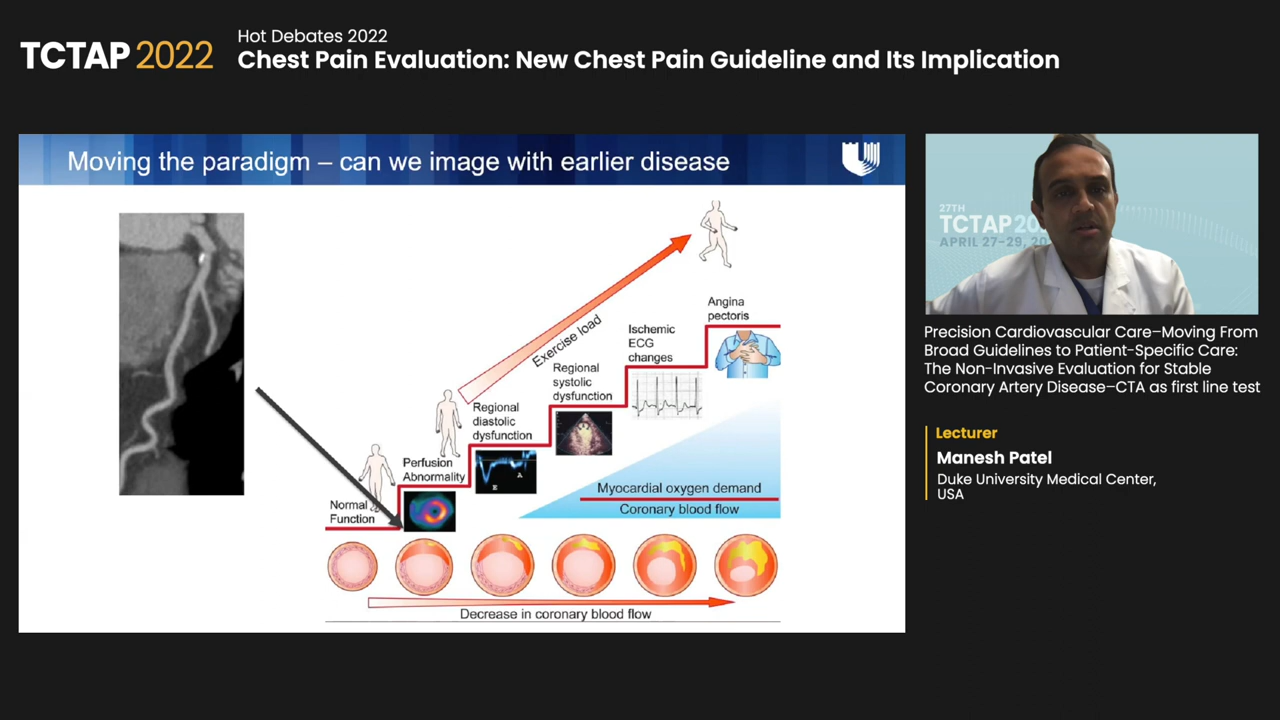 TCTAP 2022
Hot Debates 2022
Chest Pain Evaluation: New Chest Pain Guideline and Its Implication
Moving the paradigm – can we image with earlier disease
Angina
pectoris
Ischemic
ECG
changes
Exercise load
Regional
systolic
dysfunction
Regional
diastolic
dysfunction
E
A
Perfusion
Abnormality
Normal
Function
Myocardial oxygen demand
Coronary blood flow
Decrease in coronary blood flow
27TH
TCTAP 20
APRIL 27-29, 20
Precision Cardiovascular Care–Moving From
Broad Guidelines to Patient-Specific Care:
The Non-Invasive Evaluation for Stable
Coronary Artery Disease–CTA as first line test
Lecturer
Manesh Patel
Duke University Medical Center,
USA